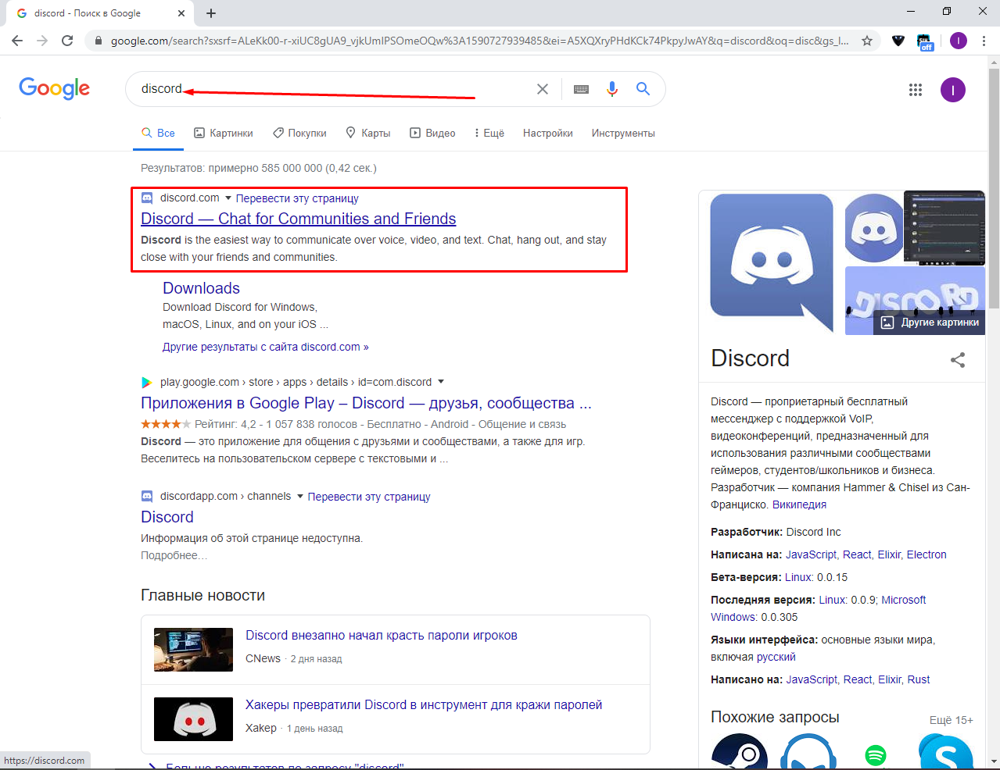 discord - Поиск в Google
google.com/search?sxsrf=ALeKk00-r-xiUC8gUA9_vjkUmIPSOmeOQw%3A1590727939485&ei=A5XQXryPHdKCk74PkpyJwAY&q=discord&oq=disc&gs_l...
off
I
Google
discord
I
Все
Картинки
Покупки
Карты
Видео
Ещё
Настройки
Инструменты
Результатов: примерно 585 000 000 (0,42 сек.)
discord.com Перевести эту страницу
Discord — Chat for Communities and Friends
Discord is the easiest way to communicate over voice, video, and text. Chat, hang out, and stay
close with your friends and communities.
Downloads
Download Discord for Windows,
macOS, Linux, and on your iOS ...
Другие результаты с сайта discord.com »
play.google.com › store › apps › details › id=com.discord
Приложения в Google Play – Discord — друзья, сообщества ...
Рейтинг: 4,2 - 1 057 838 голосов - Бесплатно - Android - Общение и связь
Discord — это приложение для общения с друзьями и сообществами, а также для игр.
Веселитесь на пользовательском сервере с текстовыми и ...
discordapp.com › channels Перевести эту страницу
Discord
Информация об этой странице недоступна.
Подробнее...
Главные новости
Discord внезапно начал красть пароли игроков
CNews · 2 дня назад
Хакеры превратили Discord в инструмент для кражи паролей
Хакер · 1 день назад
Больше результатов по запросу "discord"
https://discord.com
DISCORD
Другие картинки
Discord
Discord — проприетарный бесплатный
мессенджер с поддержкой VoIP,
видеоконференций, предназначенный для
использования различными сообществами
геймеров, студентов/школьников и бизнеса.
Разработчик — компания Hammer & Chisel из Сан-
Франциско. Википедия
Разработчик: Discord Inc
Написана на: JavaScript, React, Elixir, Electron
Бета-версия: Linux: 0.0.15
Последняя версия: Linux: 0.0.9; Microsoft
Windows: 0.0.305
Языки интерфейса: основные языки мира,
включая русский
Написано на: JavaScript, React, Elixir, Rust
Похожие запросы
Ещё 15+